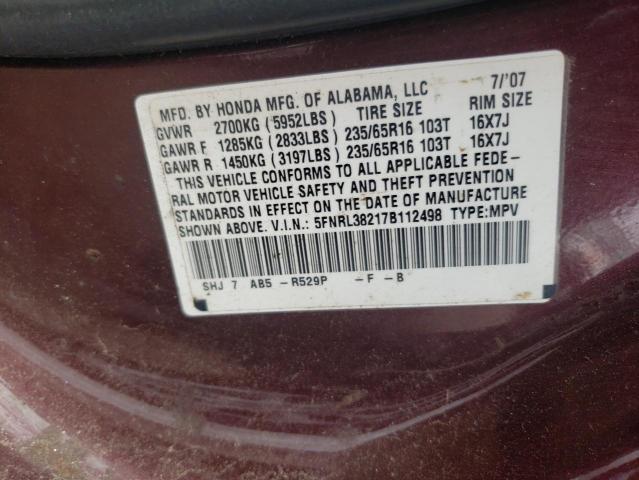 MFD. BY HONDA MFG. OF ALABAMA, LLC 7/'07
GVWR 2700KG (5952LBS) TIRE SIZE RIM SIZE
GAWR F 1285KG (2833LBS) 235/65R16 103T 16X7J
GAWR R 1450KG (3197LBS) 235/65R16 103T 16X7J
THIS VEHICLE CONFORMS TO ALL APPLICABLE FEDE-
RAL MOTOR VEHICLE SAFETY AND THEFT PREVENTION
STANDARDS IN EFFECT ON THE DATE OF MANUFACTURE
SHOWN ABOVE. V.I.N.: 5FNRL38217B112498 TYPE:MPV
SHJ 7 AB5 -R529P -F -B